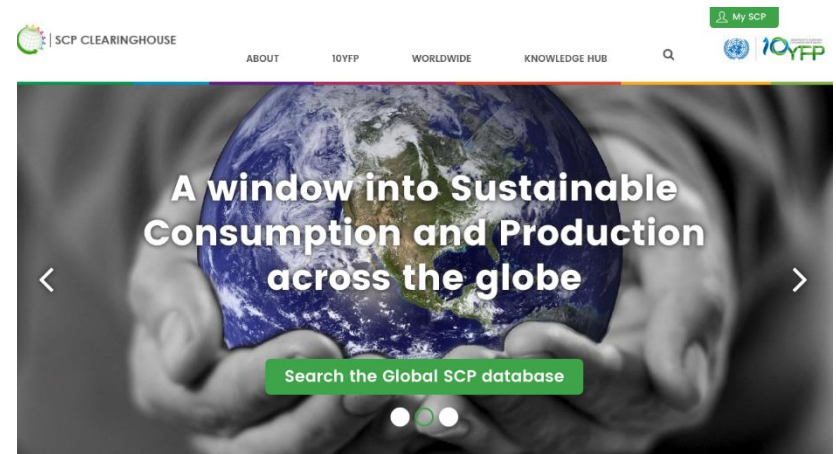 My SCP
SCP CLEARINGHOUSE
ABOUT
10YFP
WORLDWIDE
KNOWLEDGE HUB
10YFP
A window into Sustainable
Consumption and Production
across the globe
Search the Global SCP database